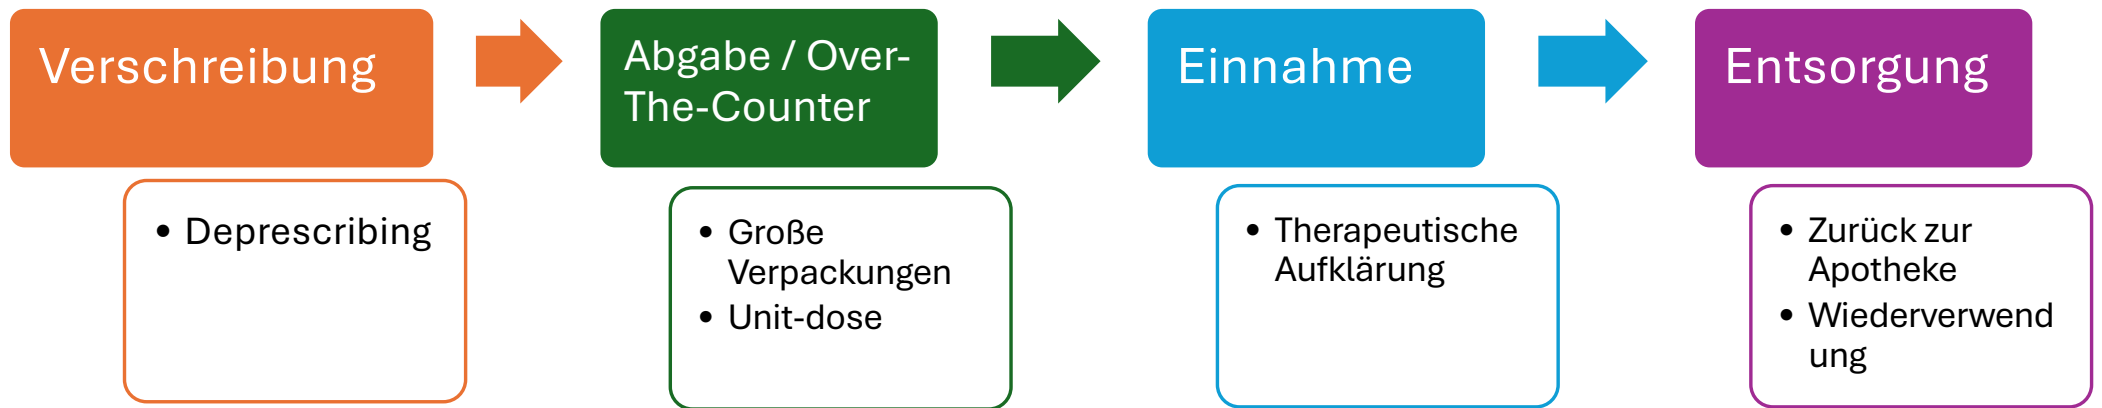 Verschreibung
Abgabe / Over-
The-Counter
Einnahme
Entsorgung
• Deprescribing
• Große
Verpackungen
• Unit-dose
• Therapeutische
Aufklärung
• Zurück zur
Apotheke
• Wiederverwend
ung